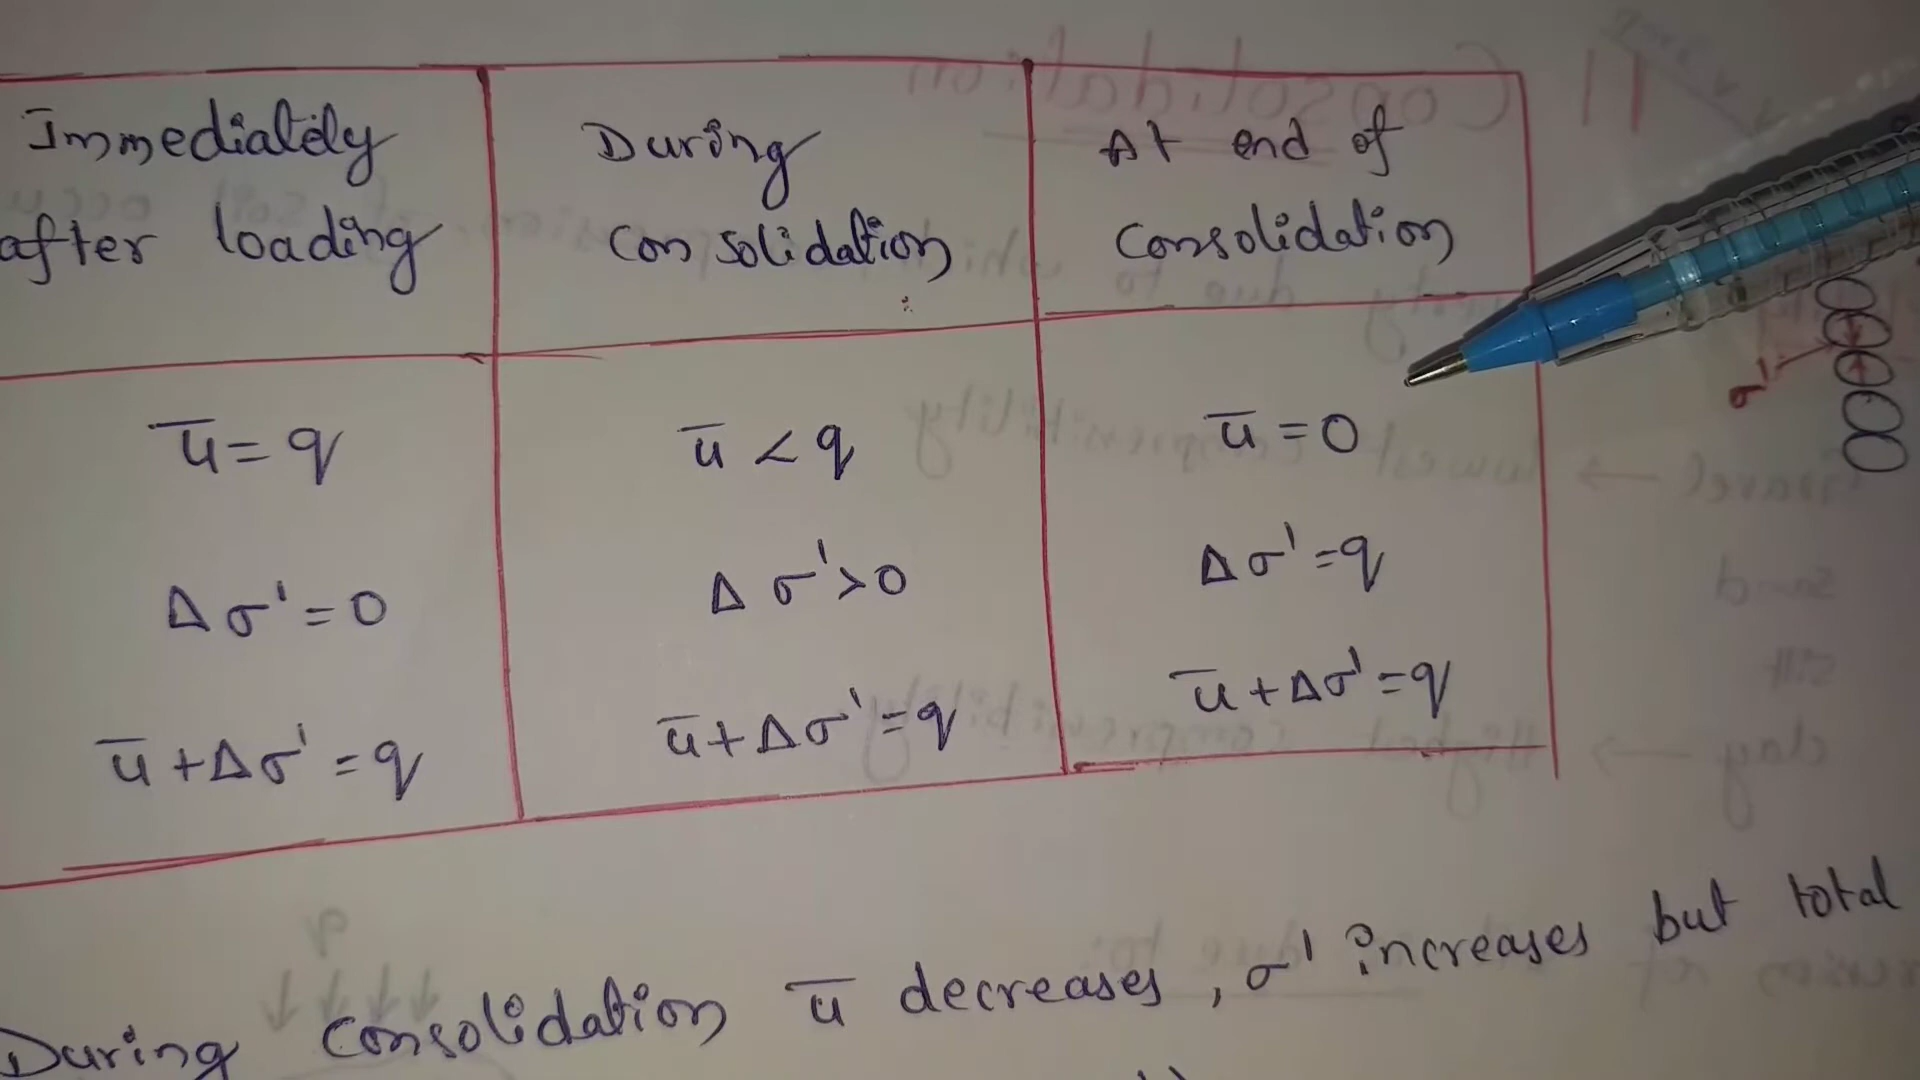 Immediately
after loading
During
consolidation
At end of
consolidation
ū = q
Δσ' = 0
ū + Δσ' = q
ū < q
Δσ' > 0
ū + Δσ' = q
ū = 0
Δσ' = q
ū + Δσ' = q
σ'
During consolidation ū decreases, σ' increases but total